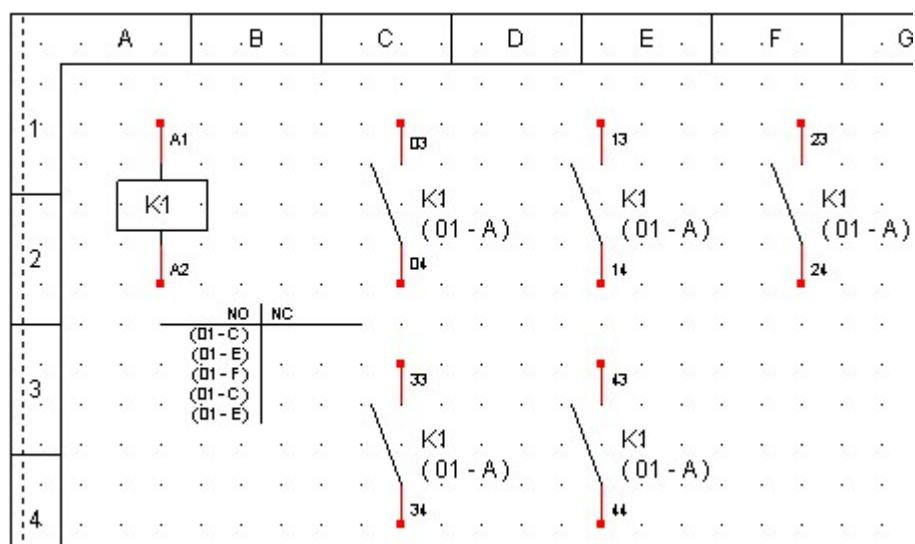 A B C D E F G
1
A1 03 13 23
K1 K1 K1 K1
(01-A) (01-A) (01-A)
2
A2 04 14 24
NO NC
(01-C)
(01-E)
(01-F)
(01-C)
(01-E)
3
33 43
K1 K1
(01-A) (01-A)
34 44
4